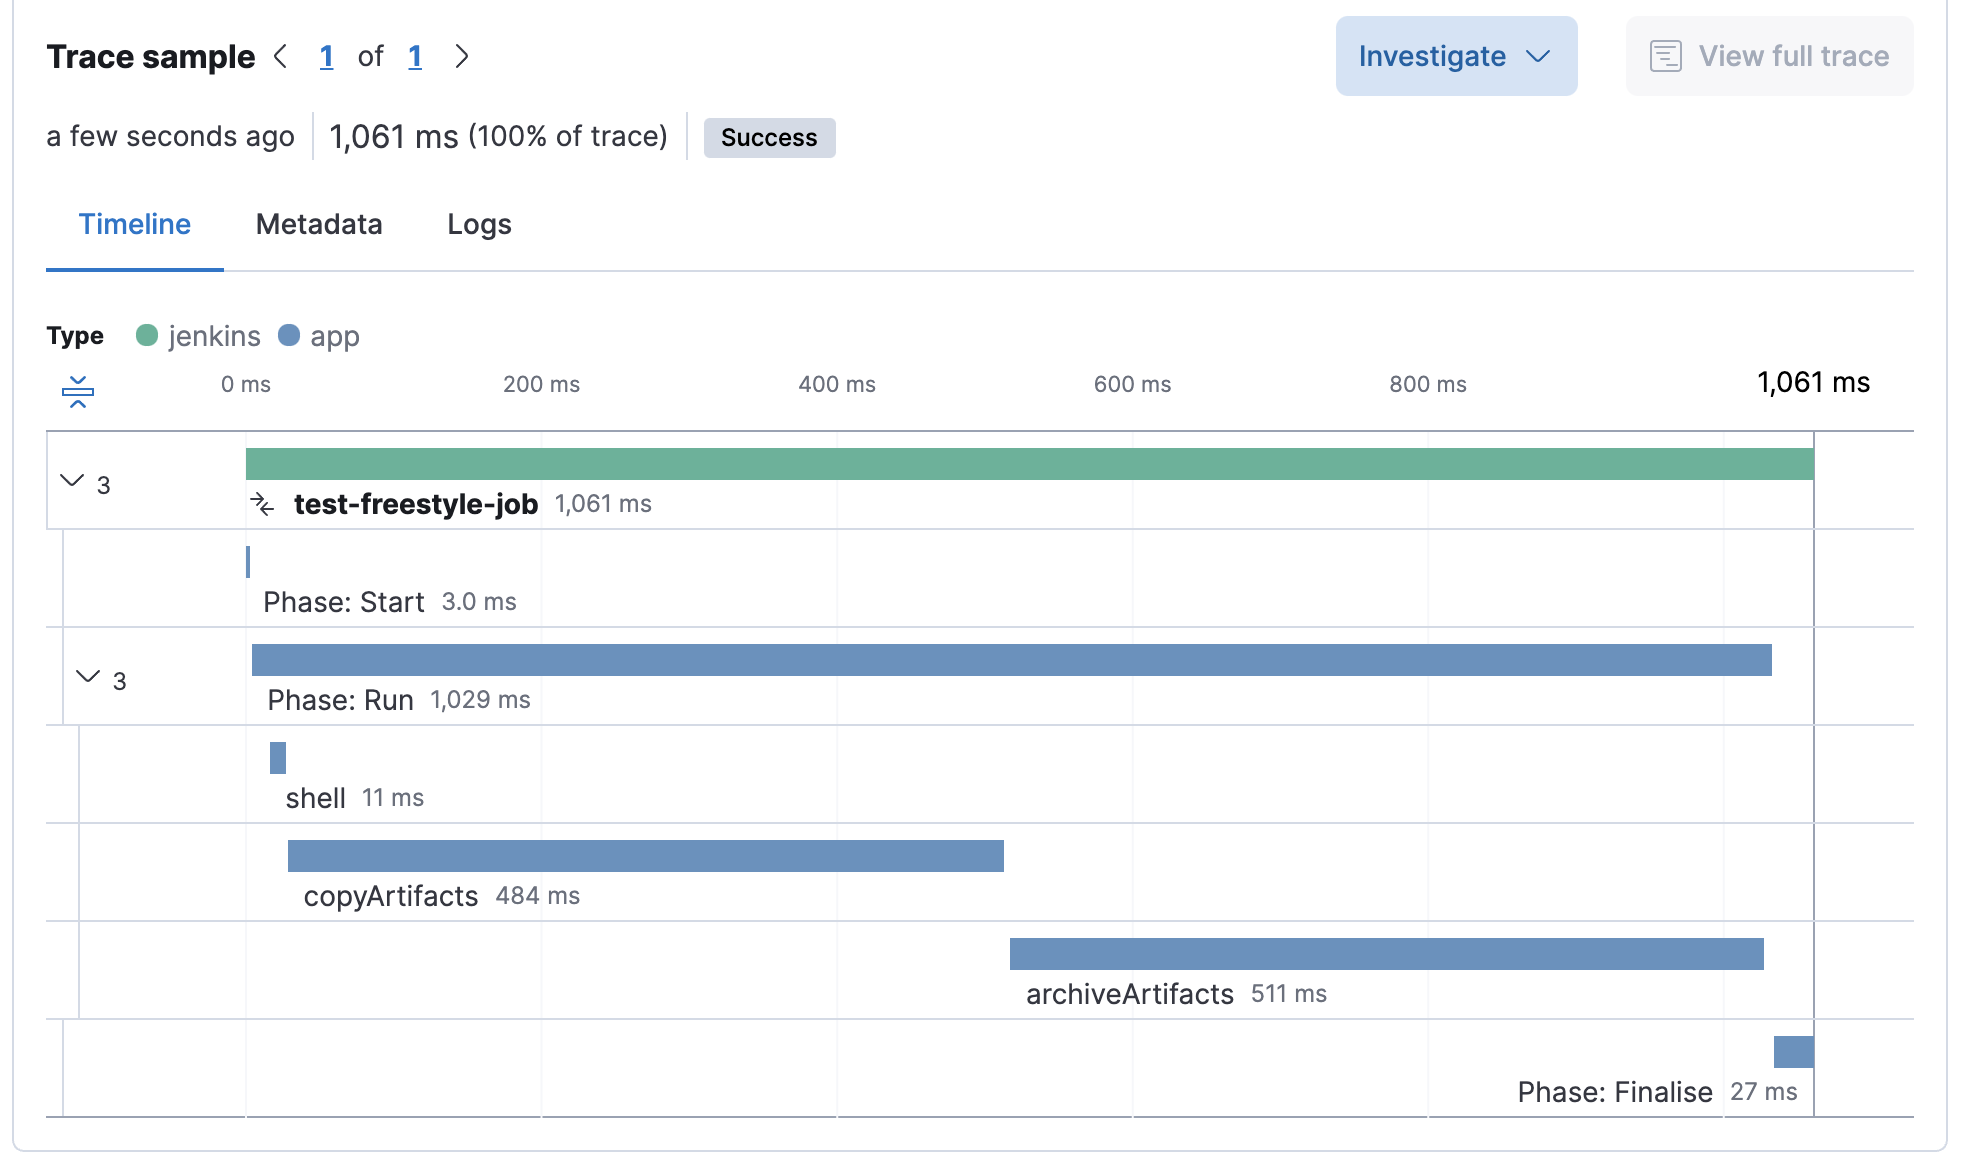 Trace sample 1 of 1 Investigate View full trace
a few seconds ago 1,061 ms (100% of trace) Success
Timeline Metadata Logs
Type jenkins app
0 ms 200 ms 400 ms 600 ms 800 ms 1,061 ms
3 test-freestyle-job 1,061 ms
Phase: Start 3.0 ms
3 Phase: Run 1,029 ms
shell 11 ms
copyArtifacts 484 ms
archiveArtifacts 511 ms
Phase: Finalise 27 ms